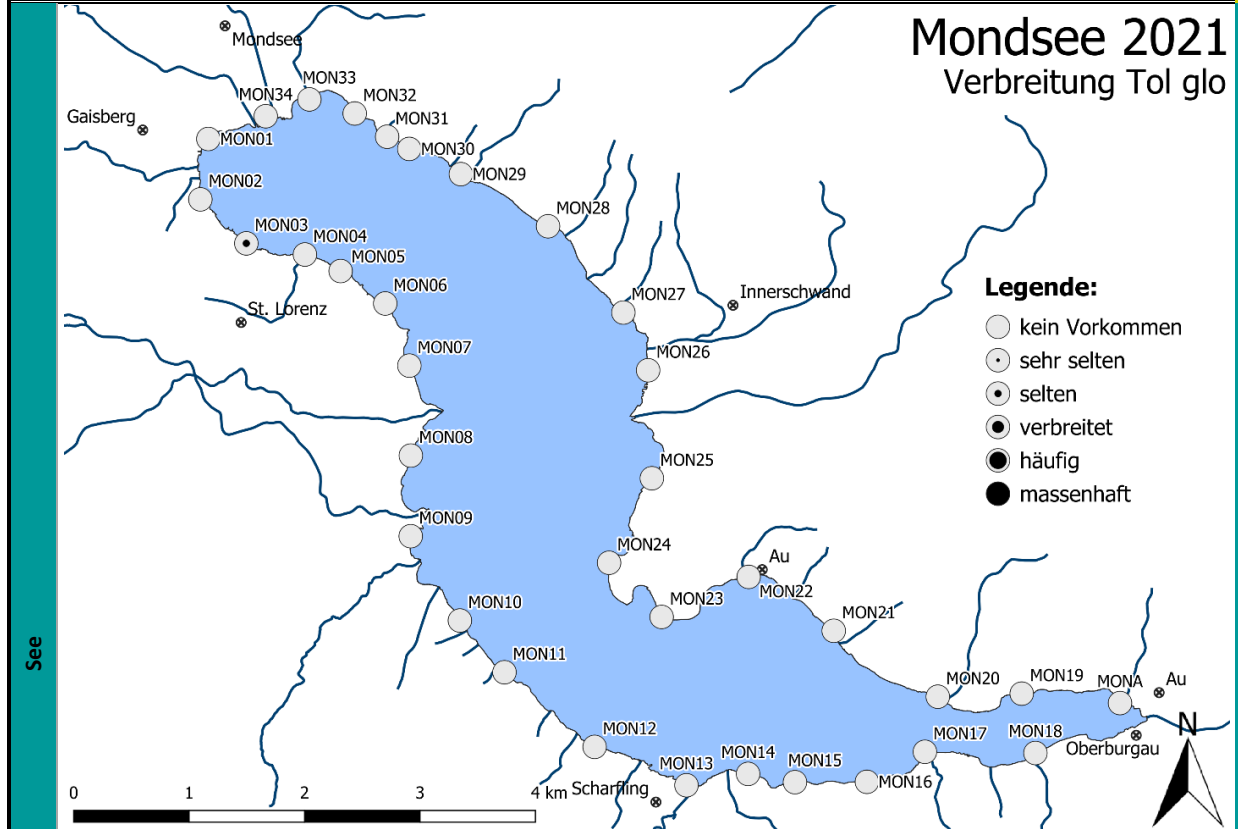 See
Mondsee 2021
Verbreitung Tol glo
Mondsee
MON33
MON34
MON32
Gaisberg
MON31
MON01
MON30
MON29
MON02
MON28
MON03
MON04
MON05
MON06
St. Lorenz
MON27
Innerschwand
MON26
MON07
MON08
MON25
MON09
MON24
Au
MON22
MON10
MON23
MON21
MON11
MON20
MON19
MONA
Au
MON12
MON17
MON18
Oberburgau
MON14
MON13
MON15
MON16
Scharfling
Legende:
kein Vorkommen
sehr selten
selten
verbreitet
häufig
massenhaft
0 1 2 3 4 km
N